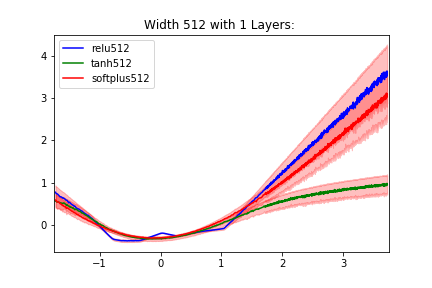 Width 512 with 1 Layers:
relu512
tanh512
softplus512
4
3
2
1
0
−1 0 1 2 3